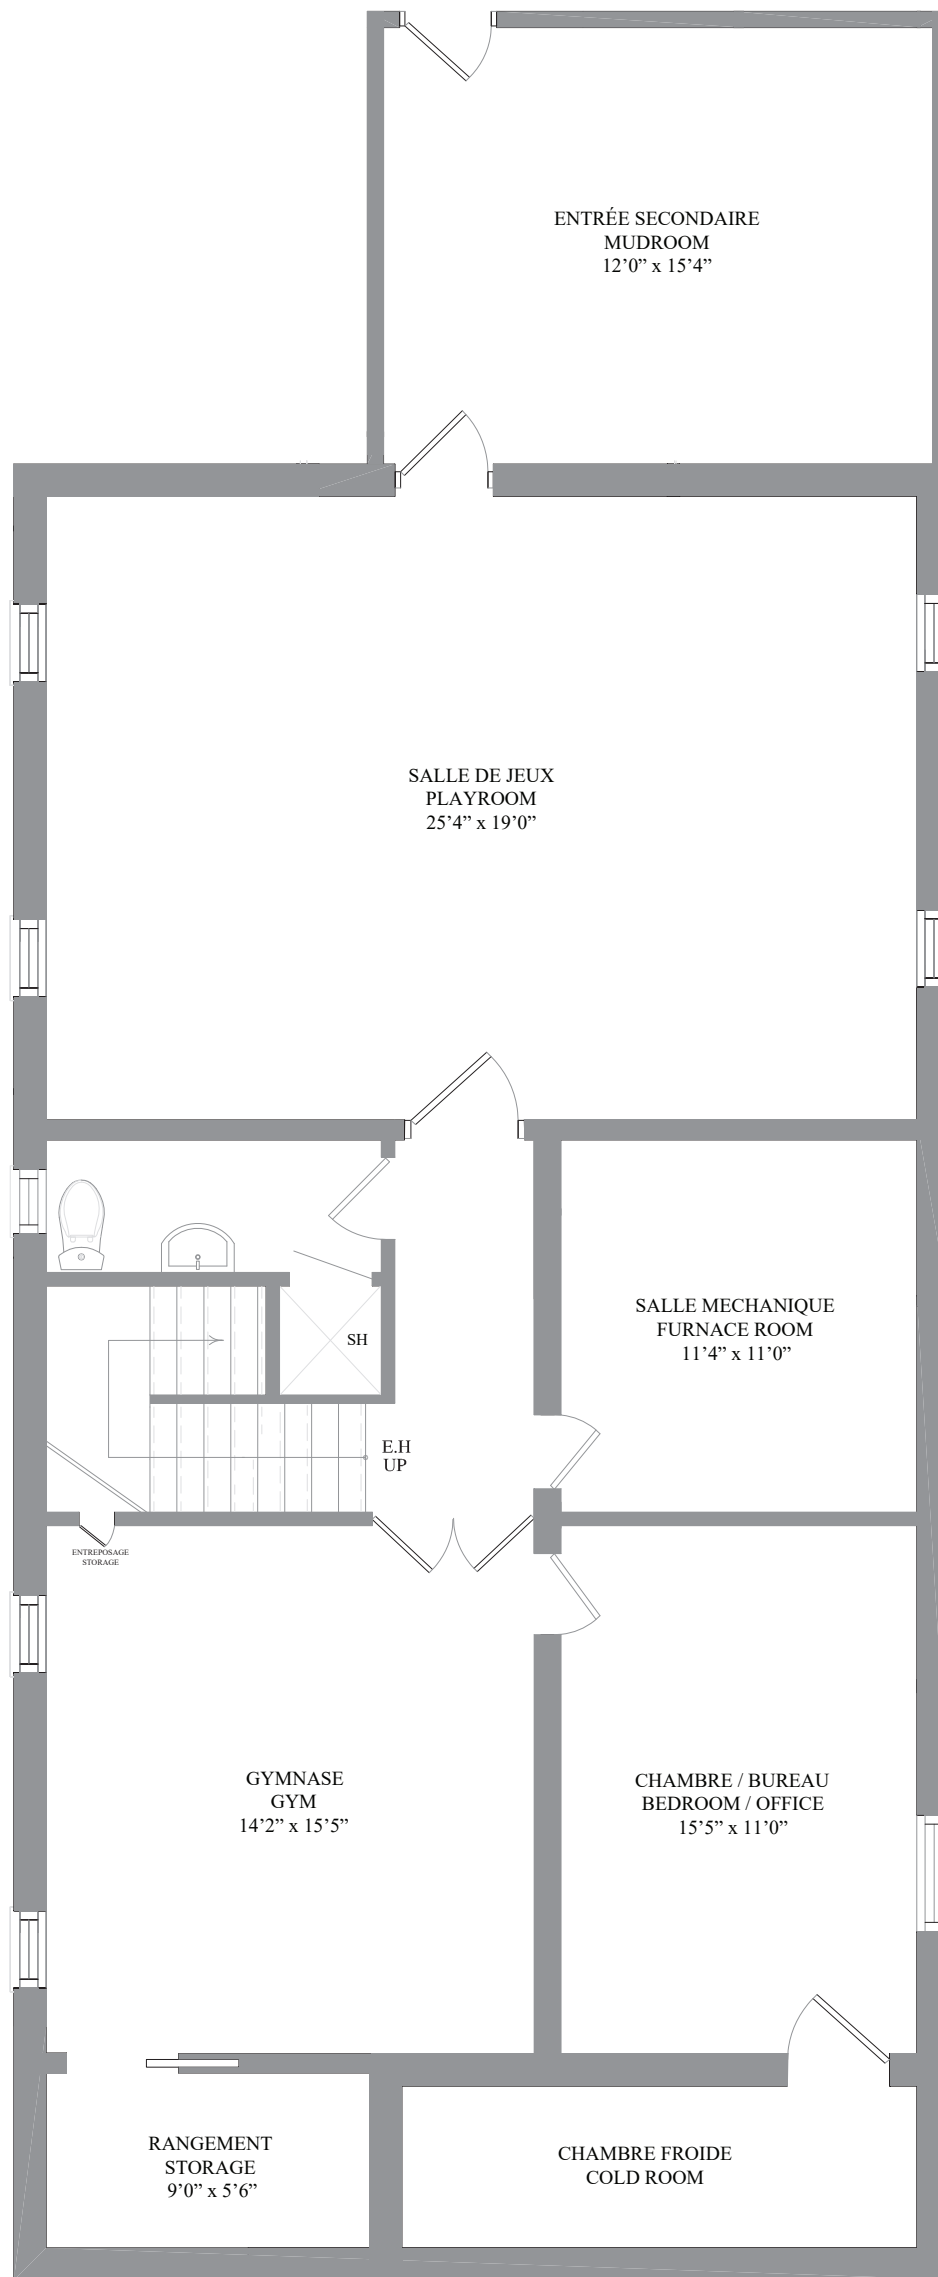 ENTRÉE SECONDAIRE
MUDROOM
12’0” x 15’4”
SALLE DE JEUX
PLAYROOM
25’4” x 19’0”
SALLE MECHANIQUE
FURNACE ROOM
11’4” x 11’0”
SH
E.H
UP
ENTREPOSAGE
STORAGE
GYMNASE
GYM
14’2” x 15’5”
CHAMBRE / BUREAU
BEDROOM / OFFICE
15’5” x 11’0”
RANGEMENT
STORAGE
9’0” x 5’6”
CHAMBRE FROIDE
COLD ROOM